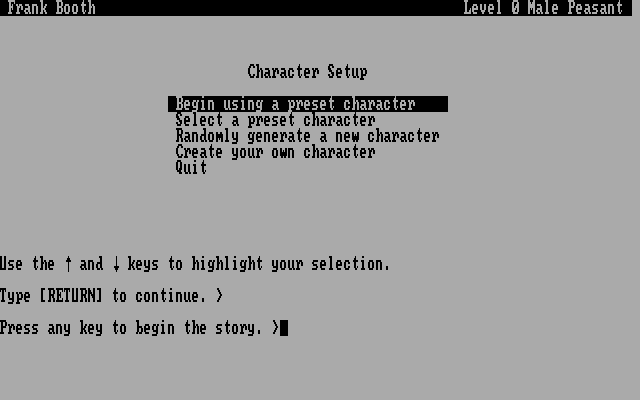 Frank Booth Level 0 Male Peasant
Character Setup
Begin using a preset character
Select a preset character
Randomly generate a new character
Create your own character
Quit
Use the ↑ and ↓ keys to highlight your selection.
Type [RETURN] to continue. >
Press any key to begin the story. >